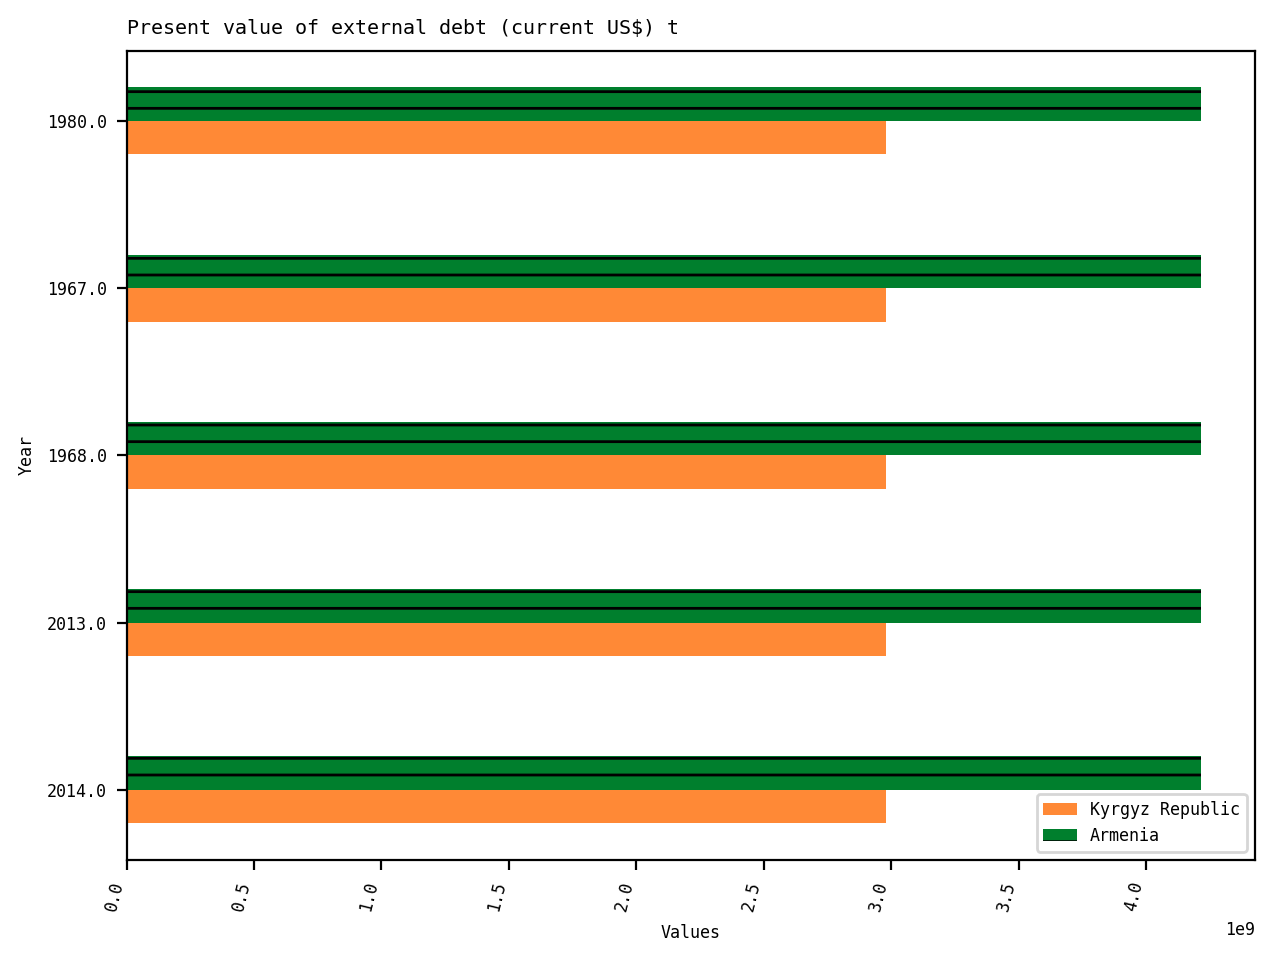 Present value of external debt (current US$) t
1980.0
1967.0
1968.0
2013.0
2014.0
Year
Kyrgyz Republic
Armenia
0.0
0.5
1.0
1.5
2.0
2.5
3.0
3.5
4.0
1e9
Values